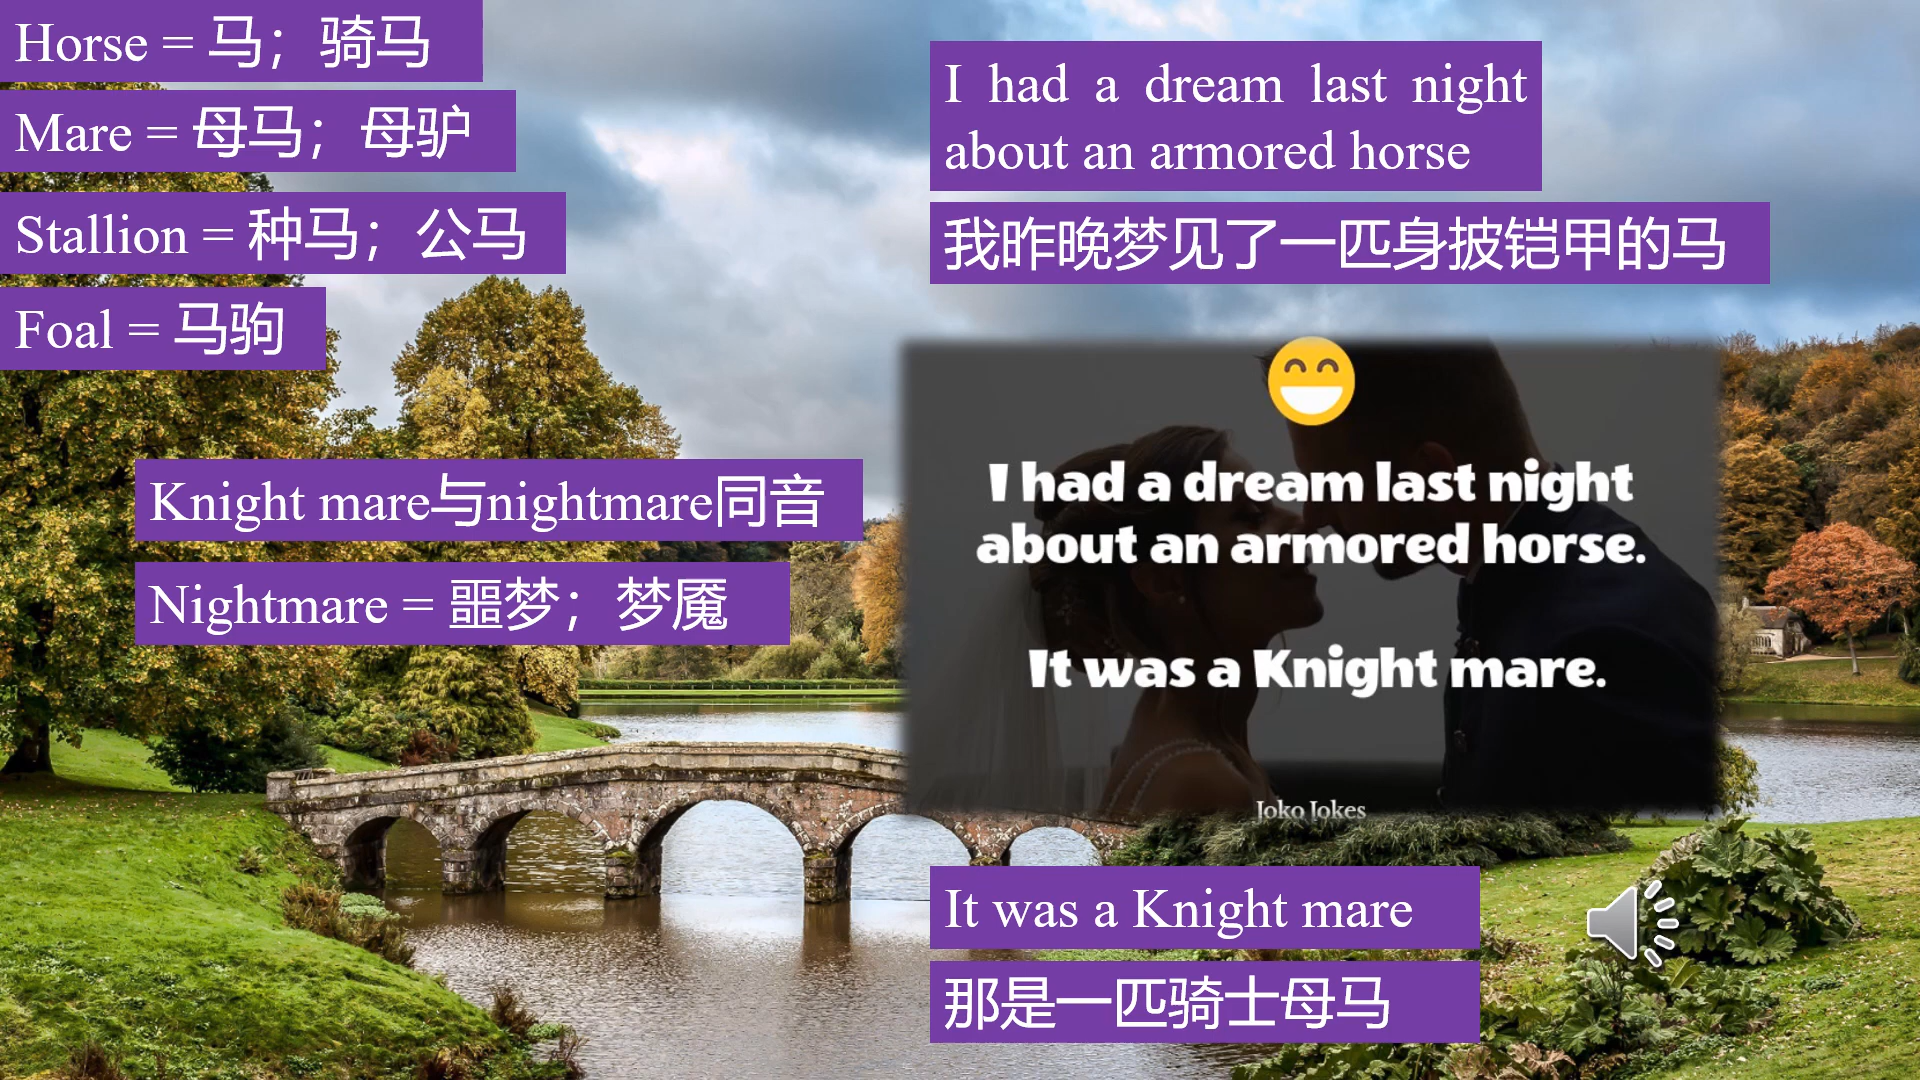 Horse = 马；骑马
Mare = 母马；母驴
Stallion = 种马；公马
Foal = 马驹
Knight mare与nightmare同音
Nightmare = 噩梦；梦魇
I had a dream last night
about an armored horse
我昨晚梦见了一匹身披铠甲的马
I had a dream last night
about an armored horse.
It was a Knight mare.
Joko Jokes
It was a Knight mare
那是一匹骑士母马